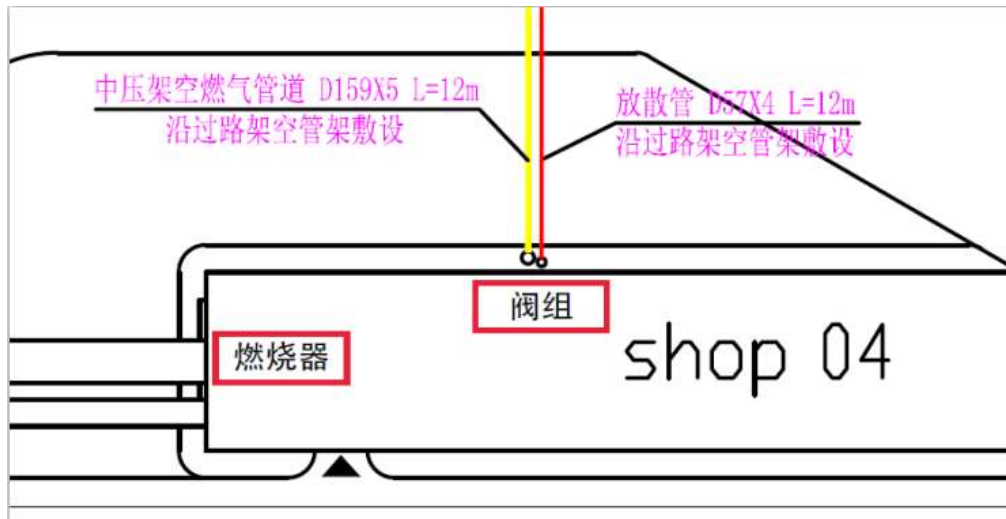 中压架空燃气管道 D159X5 L=12m
沿过路架空管架敷设
放散管 D57X4 L=12m
沿过路架空管架敷设
阀组
燃烧器
shop 04